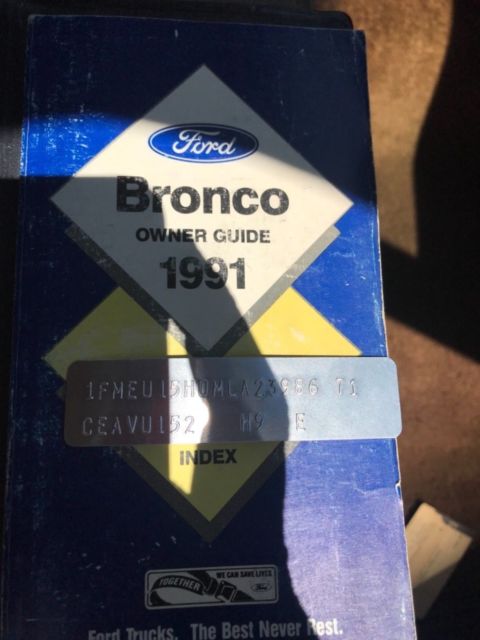 Ford
Bronco
OWNER GUIDE
1991
1FMEU15H0MLA23986 T1
CEAVU152 H9 E
INDEX
TOGETHER
WE CAN SAVE LIVES
Ford
Ford Trucks. The Best Never Rest.